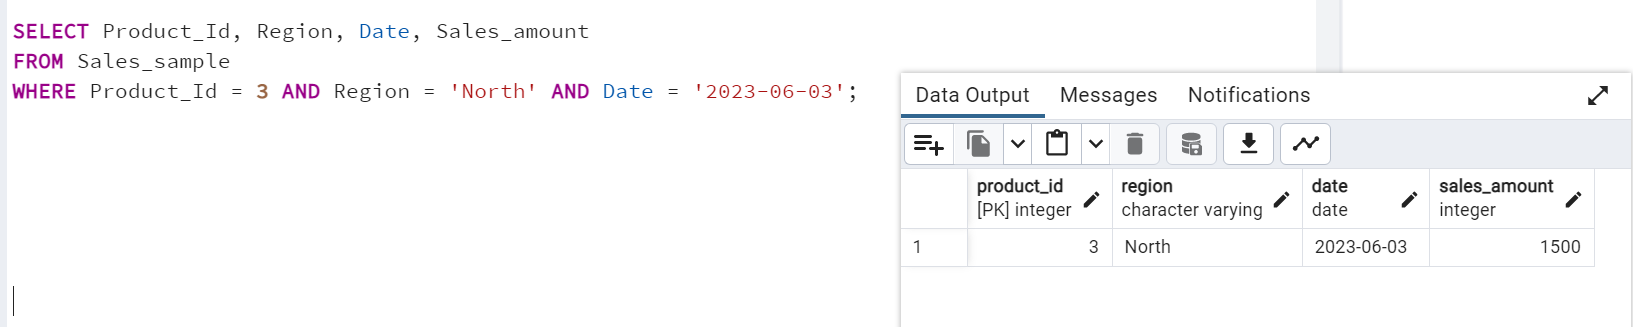 SELECT Product_Id, Region, Date, Sales_amount
FROM Sales_sample
WHERE Product_Id = 3 AND Region = 'North' AND Date = '2023-06-03';
Data Output Messages Notifications
product_id region date sales_amount
[PK] integer character varying date integer
1 3 North 2023-06-03 1500